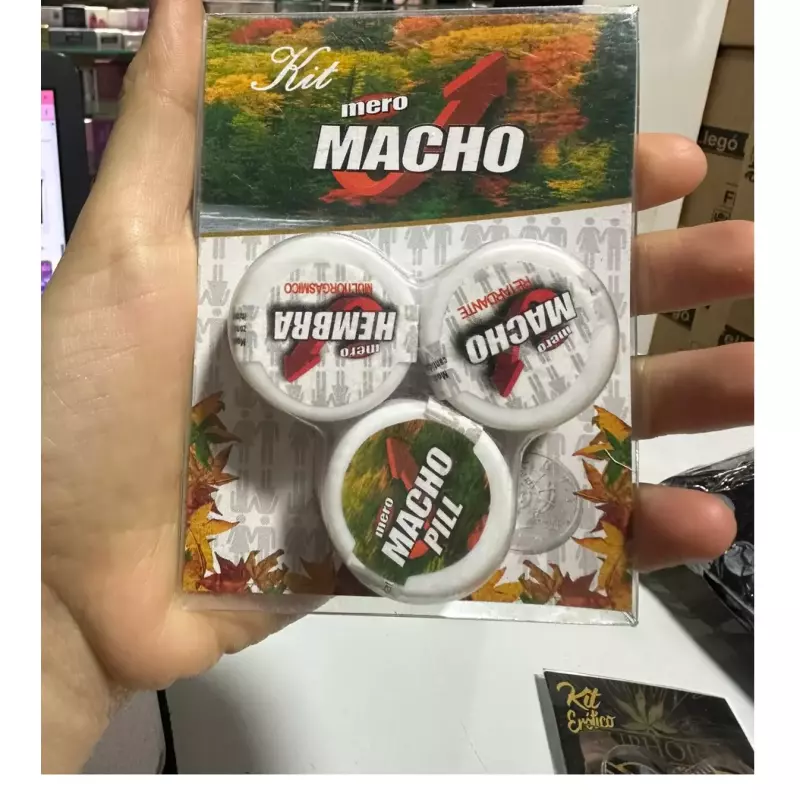 Kit
mero
MACHO
MULTIORGASMICO
HEMBRA
mero
RETARDANTE
MACHO
mero
mero
MACHO
PILL
llegó
Kit
Erótico